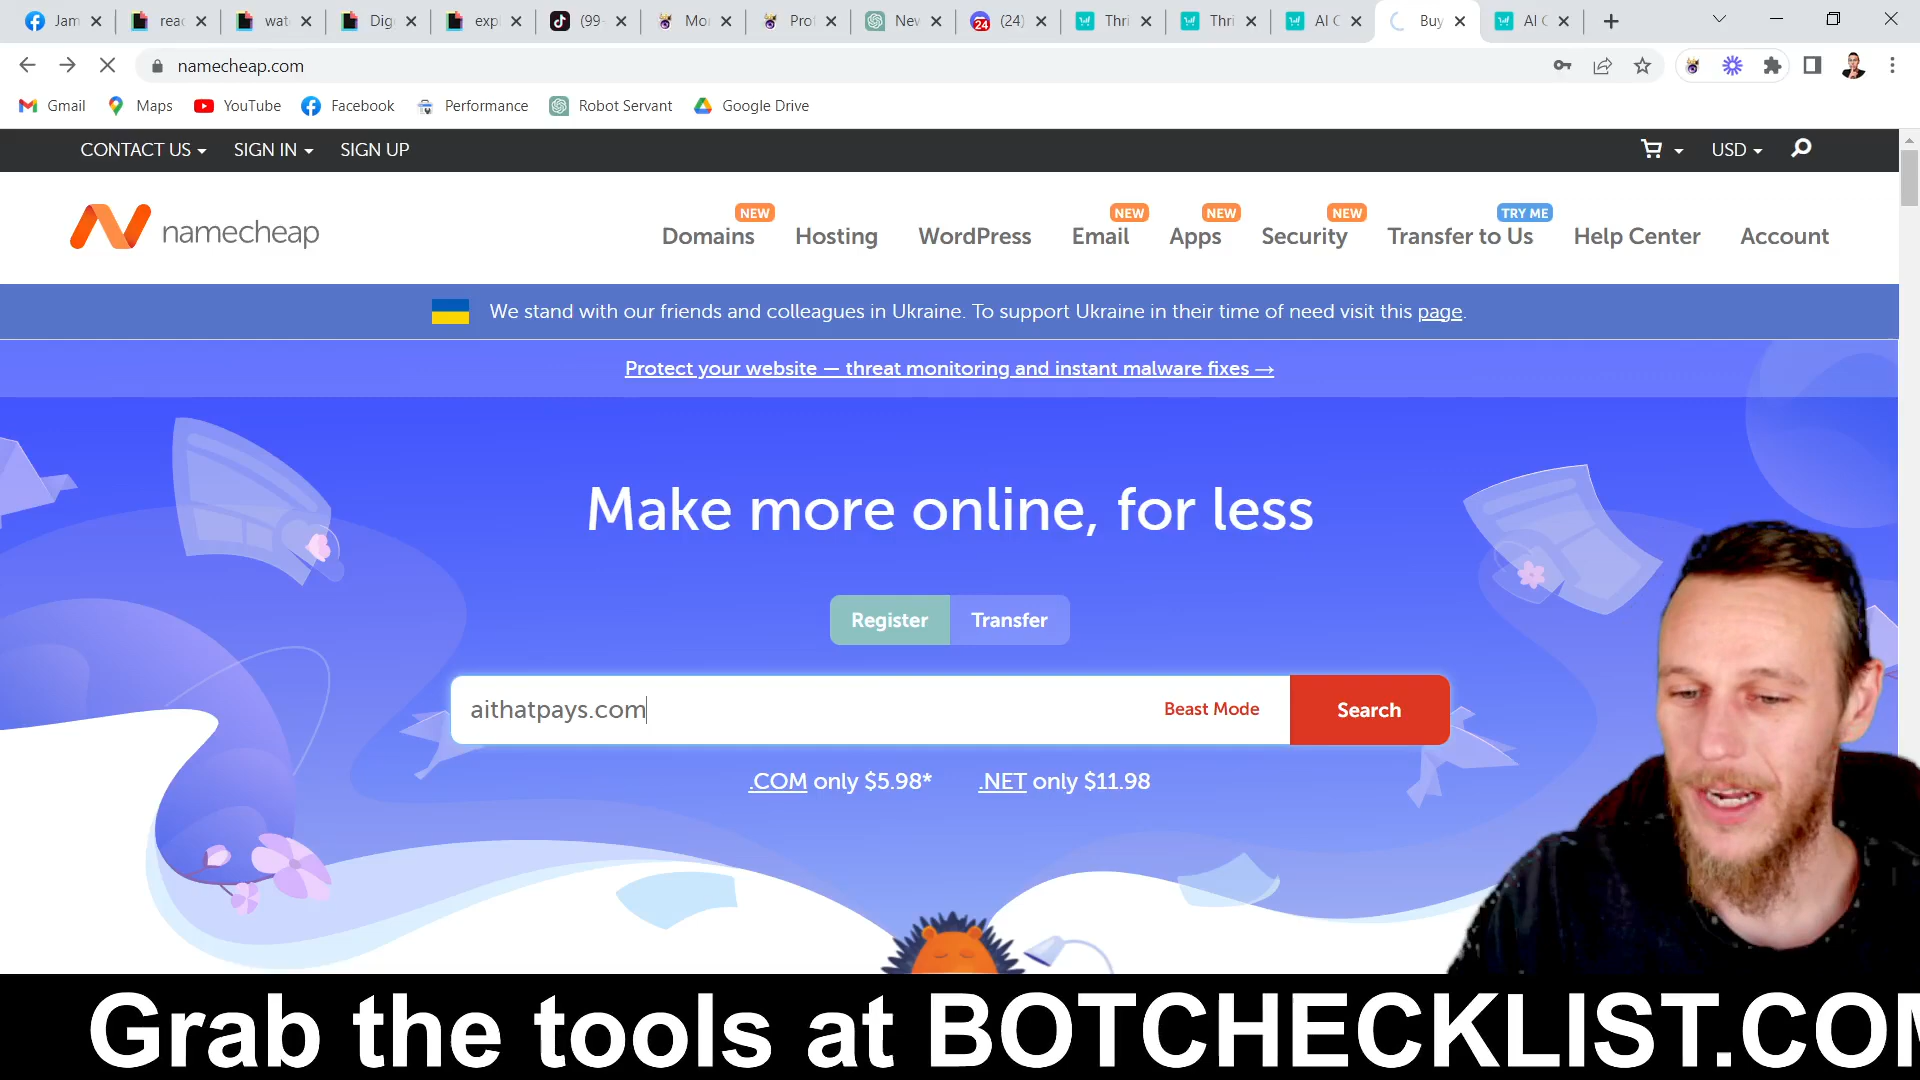 Jam
reac
wat
Dig
exp
(99-
Mo
Pro
Nev
24
(24)
Thri
Thri
AI C
Buy
AI C
namecheap.com
Gmail
Maps
YouTube
Facebook
Performance
Robot Servant
Google Drive
CONTACT US
SIGN IN
SIGN UP
USD
namecheap
NEW
NEW
NEW
NEW
TRY ME
Domains
Hosting
WordPress
Email
Apps
Security
Transfer to Us
Help Center
Account
We stand with our friends and colleagues in Ukraine. To support Ukraine in their time of need visit this page.
Protect your website — threat monitoring and instant malware fixes →
Make more online, for less
Register
Transfer
aithatpays.com
Beast Mode
Search
.COM only $5.98*
.NET only $11.98
Grab the tools at BOTCHECKLIST.COM